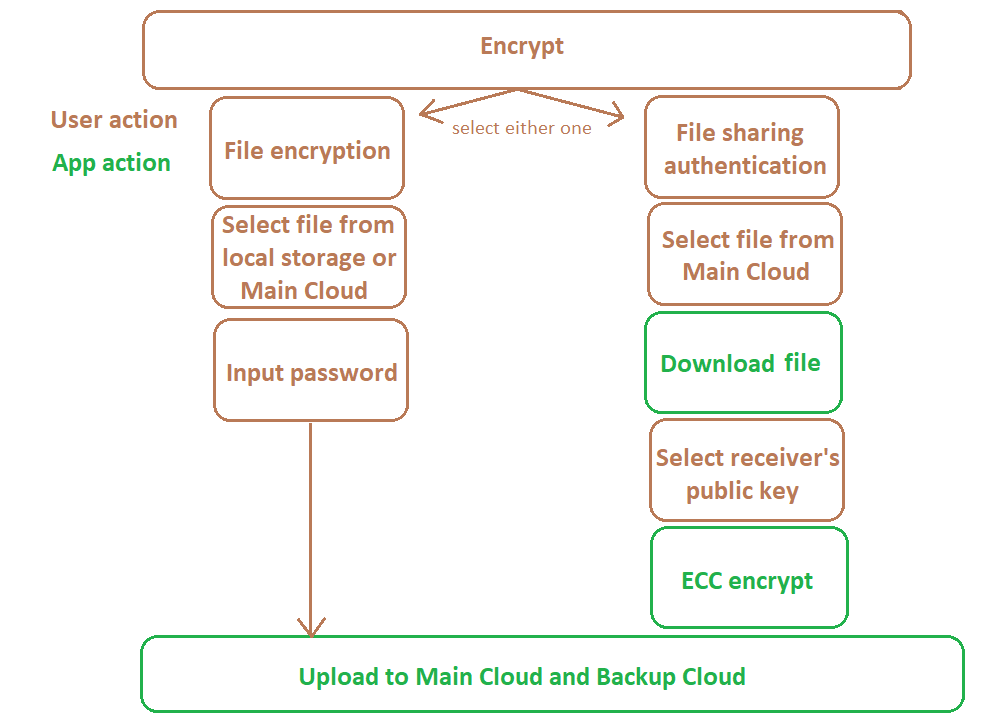 Encrypt
User action
App action
select either one
File encryption
File sharing
authentication
Select file from
local storage or
Main Cloud
Select file from
Main Cloud
Input password
Download file
Select receiver's
public key
ECC encrypt
Upload to Main Cloud and Backup Cloud